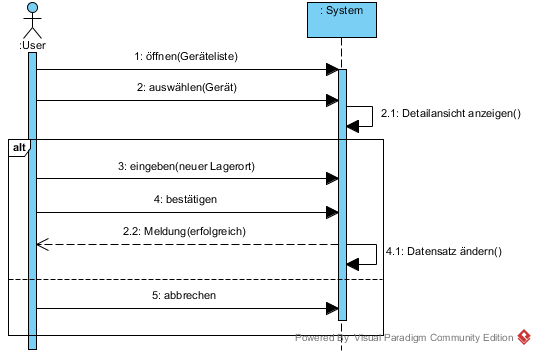 : System
:User
1: öffnen(Geräteliste)
2: auswählen(Gerät)
2.1: Detailansicht anzeigen()
alt
3: eingeben(neuer Lagerort)
4: bestätigen
2.2: Meldung(erfolgreich)
4.1: Datensatz ändern()
5: abbrechen
Powered By Visual Paradigm Community Edition